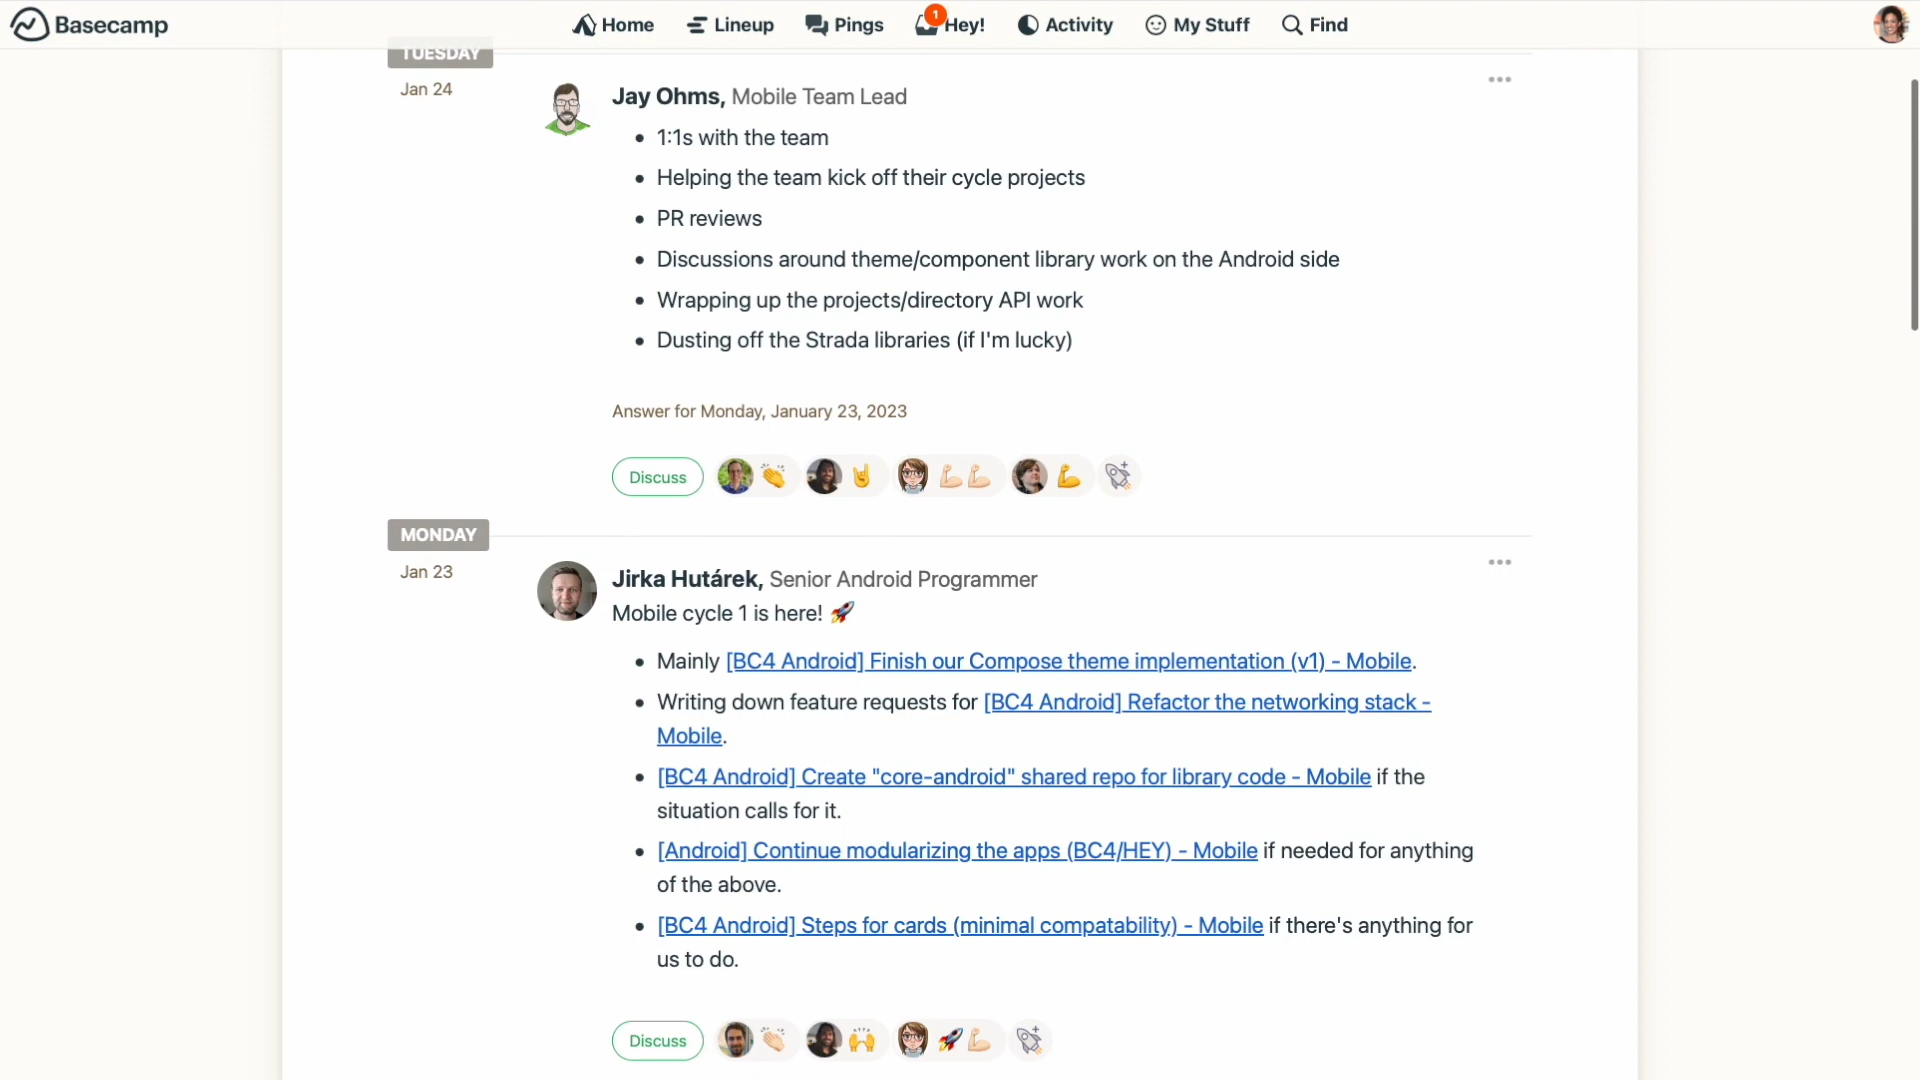 Basecamp
Home
Lineup
Pings
1
Hey!
Activity
My Stuff
Find
TUESDAY
Jan 24
Jay Ohms, Mobile Team Lead
1:1s with the team
Helping the team kick off their cycle projects
PR reviews
Discussions around theme/component library work on the Android side
Wrapping up the projects/directory API work
Dusting off the Strada libraries (if I'm lucky)
Answer for Monday, January 23, 2023
Discuss
MONDAY
Jan 23
Jirka Hutárek, Senior Android Programmer
Mobile cycle 1 is here! 🚀
Mainly [BC4 Android] Finish our Compose theme implementation (v1) - Mobile.
Writing down feature requests for [BC4 Android] Refactor the networking stack -
Mobile.
[BC4 Android] Create "core-android" shared repo for library code - Mobile if the
situation calls for it.
[Android] Continue modularizing the apps (BC4/HEY) - Mobile if needed for anything
of the above.
[BC4 Android] Steps for cards (minimal compatability) - Mobile if there's anything for
us to do.
Discuss